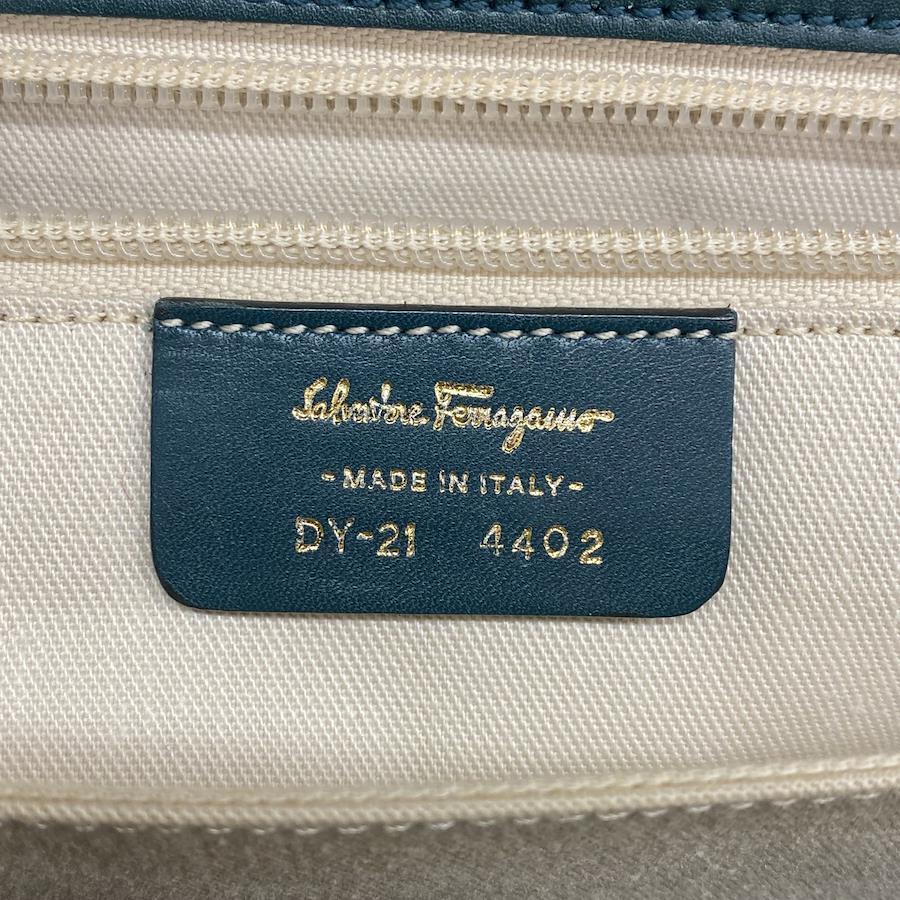 Salvatore Ferragamo
-MADE IN ITALY-
DY-21 4402